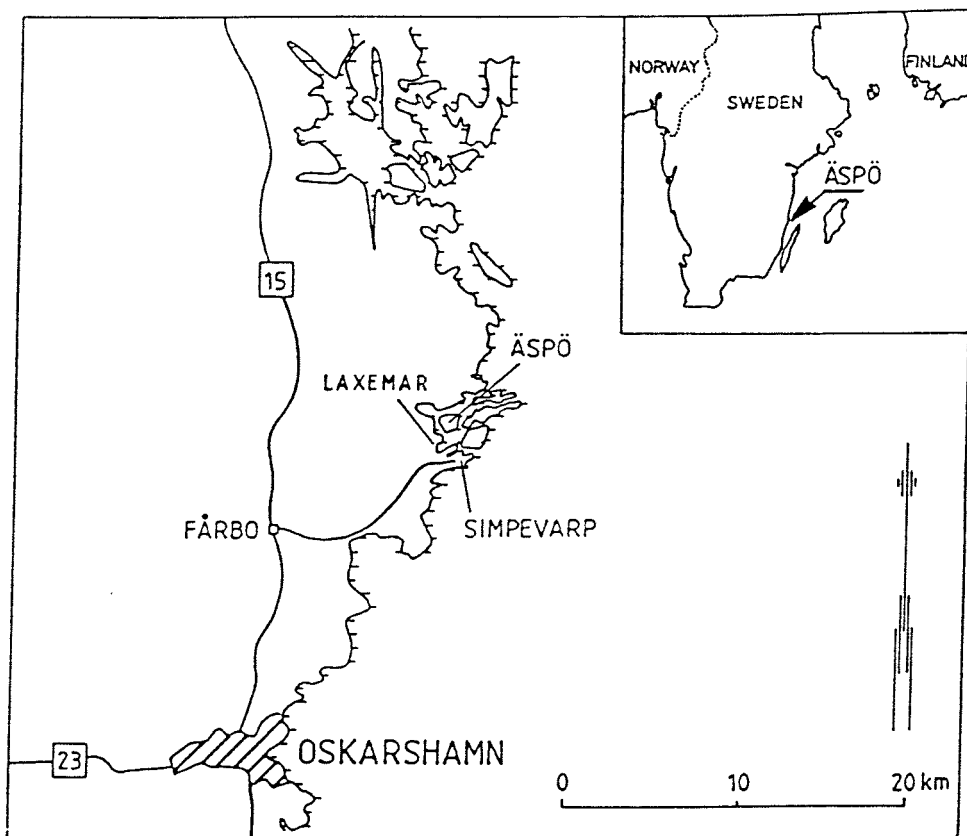 NORWAY
FINLAND
SWEDEN
ÄSPÖ
15
ÄSPÖ
LAXEMAR
FÅRBO
SIMPEVARP
OSKARSHAMN
23
0 10 20 km